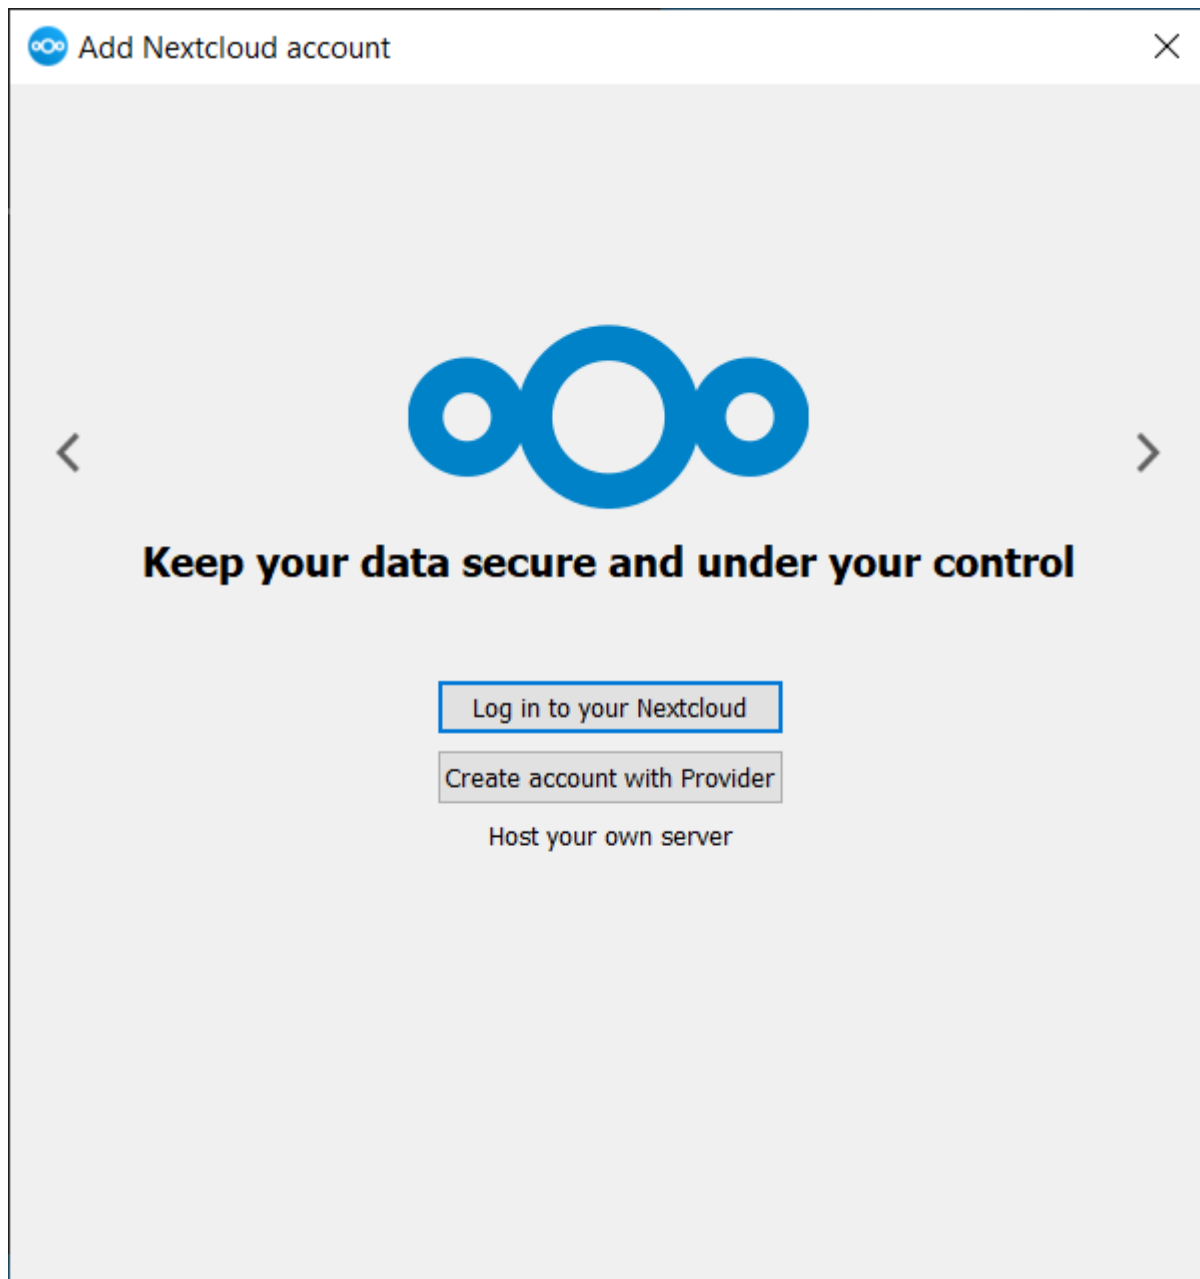 Add Nextcloud account
Keep your data secure and under your control
Log in to your Nextcloud
Create account with Provider
Host your own server